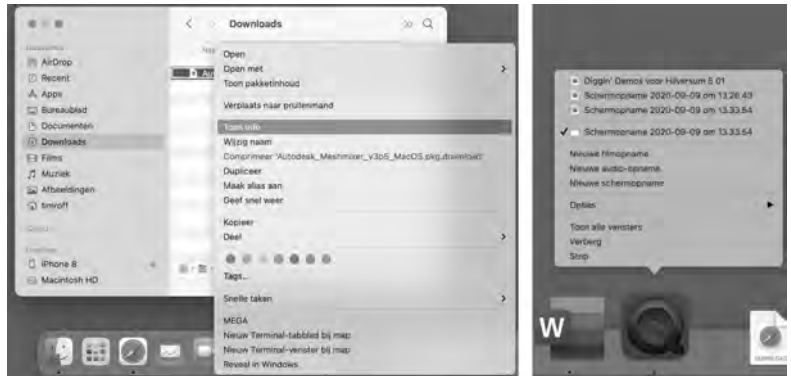 Downloads
AirDrop
Recent
Apps
Bureaublad
Documenten
Downloads
Films
Muziek
Afbeeldingen
timroff
iPhone 8
Macintosh HD
Open
Open met
Toon pakketinhoud
Verplaats naar prullenmand
Toon info
Wijzig naam
Comprimeer 'Autodesk_Meshmixer_v3p5_MacOS.pkg.download'
Dupliceer
Maak alias aan
Geef snel weer
Kopieer
Deel
Tags...
Snelle taken
MEGA
Nieuw Terminal-tabblad bij map
Nieuw Terminal-venster bij map
Reveal in Windows
Diggin' Demos voor Hilversum S 01
Schermopname 2020-09-09 om 13.26.43
Schermopname 2020-09-09 om 13.33.54
Schermopname 2020-09-09 om 13.33.54
Nieuwe filmopname
Nieuwe audio-opname
Nieuwe schermopname
Opties
Toon alle vensters
Verberg
Stop
W
DOWNLOAD